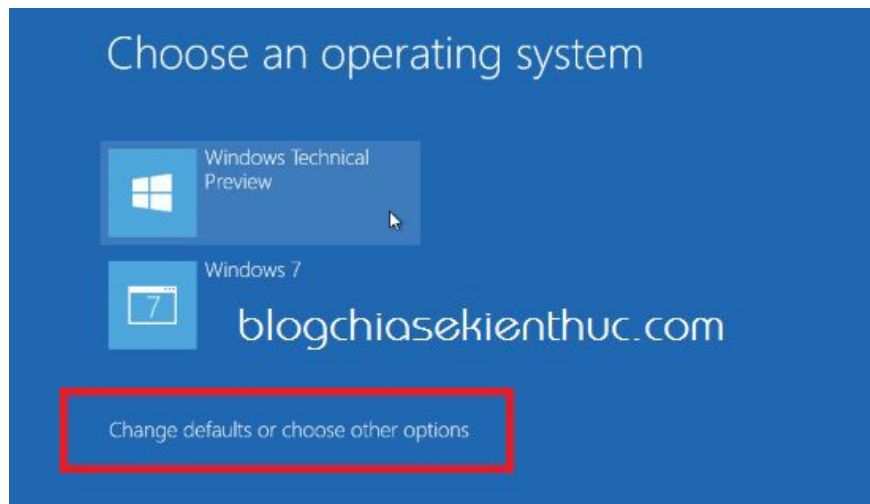 Choose an operating system
Windows Technical
Preview
Windows 7
7
blogchiasekienthuc.com
Change defaults or choose other options